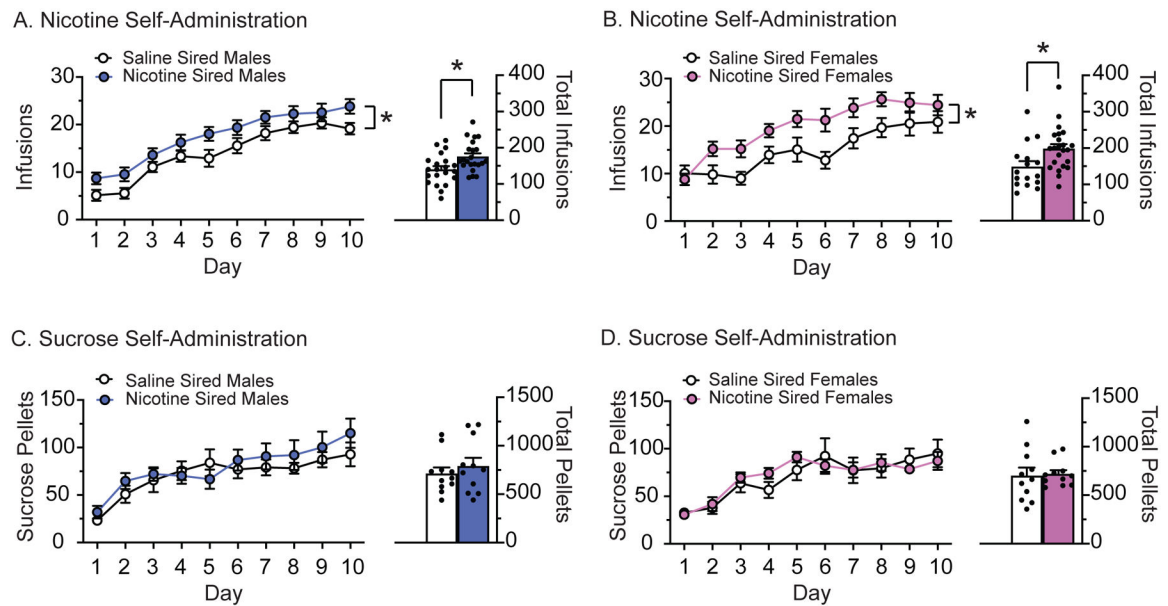 A. Nicotine Self-Administration
Saline Sired Males
Nicotine Sired Males
Infusions
30
20
10
0
1 2 3 4 5 6 7 8 9 10
Day
*
*
400
300
200
100
0
Total Infusions
B. Nicotine Self-Administration
Saline Sired Females
Nicotine Sired Females
Infusions
30
20
10
0
1 2 3 4 5 6 7 8 9 10
Day
*
*
400
300
200
100
0
Total Infusions
C. Sucrose Self-Administration
Saline Sired Males
Nicotine Sired Males
Sucrose Pellets
150
100
50
0
1 2 3 4 5 6 7 8 9 10
Day
1500
1000
500
0
Total Pellets
D. Sucrose Self-Administration
Saline Sired Females
Nicotine Sired Females
Sucrose Pellets
150
100
50
0
1 2 3 4 5 6 7 8 9 10
Day
1500
1000
500
0
Total Pellets